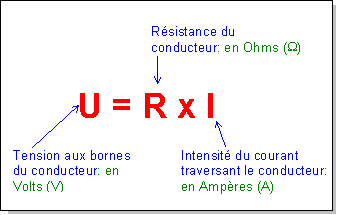 Résistance du
conducteur: en Ohms (Ω)
U = R x I
Tension aux bornes
du conducteur: en
Volts (V)
Intensité du courant
traversant le conducteur:
en Ampères (A)